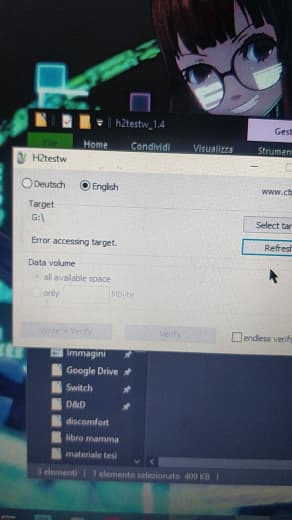 h2testw_1.4
Gest
Home Condividi Visualizza Strumen
H2testw
Deutsch English
www.ct
Target
G:\
Select tar
Error accessing target.
Refresh
Data volume
all available space
only MByte
Write + Verify Verify endless verify
Immagini
Google Drive
Switch
D&D
discomfort
libro mamma
materiale tesi
3 elementi 1 elemento selezionato 409 KB